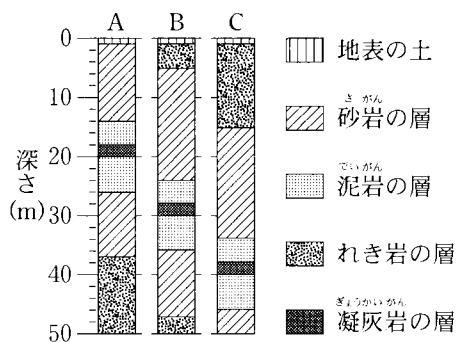 A B C
0
10
20
30
40
50
深さ
(m)
地表の土
さがん
砂岩の層
でいがん
泥岩の層
れき岩の層
ぎょうかいがん
凝灰岩の層